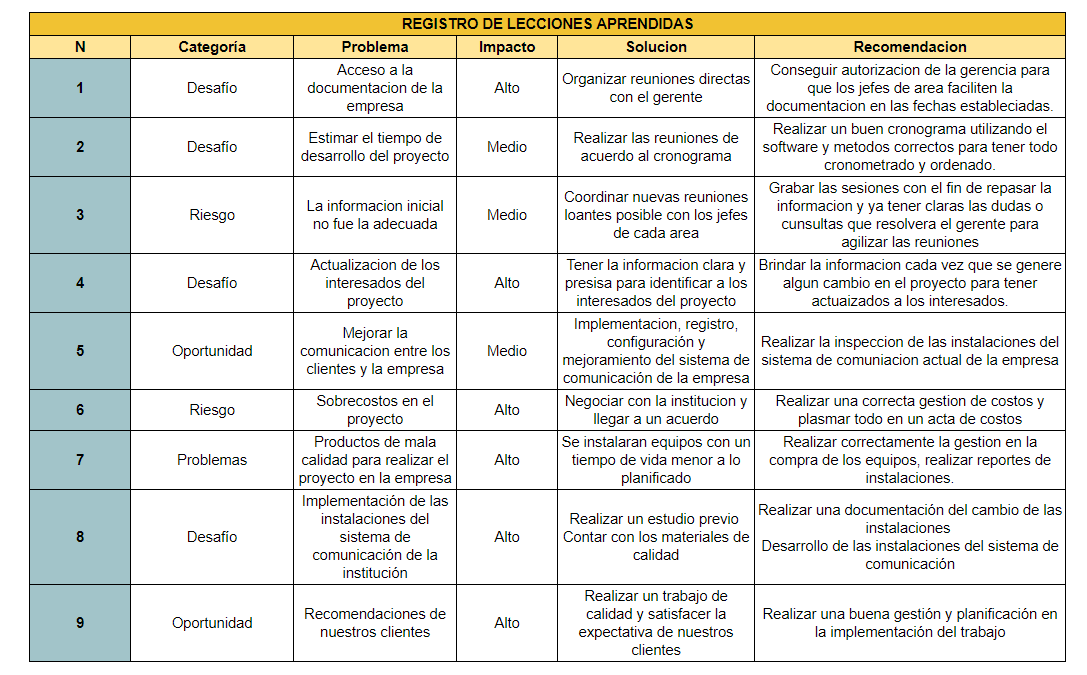 REGISTRO DE LECCIONES APRENDIDAS
N Categoría Problema Impacto Solucion Recomendacion
1
Desafío
Acceso a la
documentacion de la
empresa
Alto
Organizar reuniones directas
con el gerente
Conseguir autorizacion de la gerencia para
que los jefes de area faciliten la
documentacion en las fechas estableciadas.
2
Desafío
Estimar el tiempo de
desarrollo del proyecto
Medio
Realizar las reuniones de
acuerdo al cronograma
Realizar un buen cronograma utilizando el
software y metodos correctos para tener todo
cronometrado y ordenado.
3
Riesgo
La informacion inicial
no fue la adecuada
Medio
Coordinar nuevas reuniones
loantes posible con los jefes
de cada area
Grabar las sesiones con el fin de repasar la
informacion y ya tener claras las dudas o
cunsultas que resolvera el gerente para
agilizar las reuniones
4
Desafío
Actualizacion de los
interesados del
proyecto
Alto
Tener la informacion clara y
presisa para identificar a los
interesados del proyecto
Brindar la informacion cada vez que se genere
algun cambio en el proyecto para tener
actuaizados a los interesados.
5
Oportunidad
Mejorar la
comunicacion entre los
clientes y la empresa
Medio
Implementacion, registro,
configuración y
mejoramiento del sistema de
comunicación de la empresa
Realizar la inspeccion de las instalaciones del
sistema de comuniacion actual de la empresa
6
Riesgo
Sobrecostos en el
proyecto
Alto
Negociar con la institucion y
llegar a un acuerdo
Realizar una correcta gestion de costos y
plasmar todo en un acta de costos
7
Problemas
Productos de mala
calidad para realizar el
proyecto en la empresa
Alto
Se instalaran equipos con un
tiempo de vida menor a lo
planificado
Realizar correctamente la gestion en la
compra de los equipos, realizar reportes de
instalaciones.
8
Desafío
Implementación de las
instalaciones del
sistema de
comunicación de la
institución
Alto
Realizar un estudio previo
Contar con los materiales de
calidad
Realizar una documentación del cambio de las
instalaciones
Desarrollo de las instalaciones del sistema de
comunicación
9
Oportunidad
Recomendaciones de
nuestros clientes
Alto
Realizar un trabajo de
calidad y satisfacer la
expectativa de nuestros
clientes
Realizar una buena gestión y planificación en
la implementación del trabajo